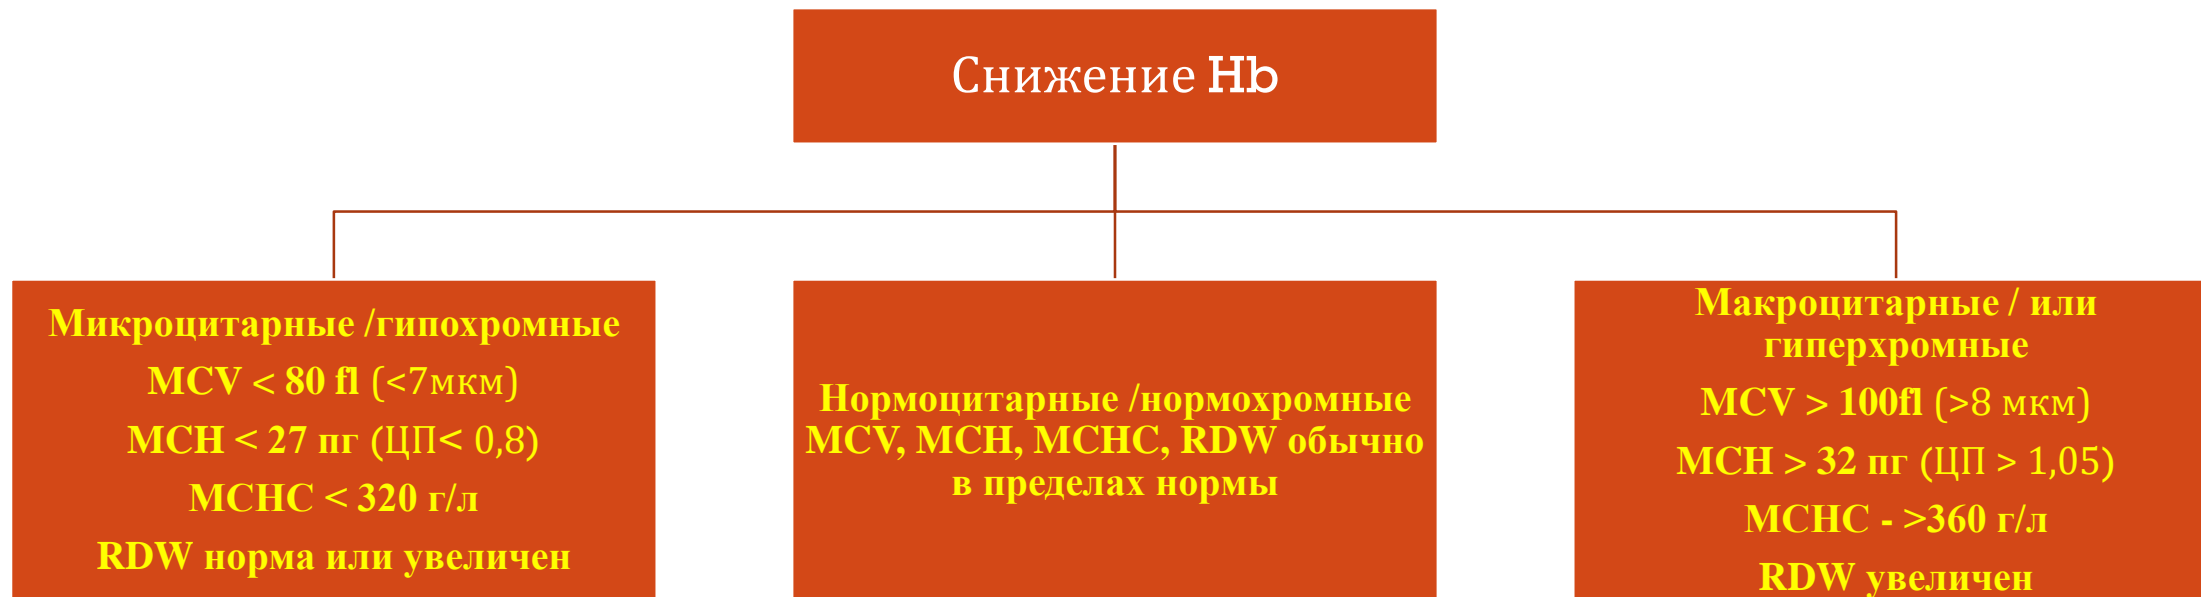 Снижение Hb
Микроцитарные /гипохромные
MCV < 80 fl (<7мкм)
MCH < 27 пг (ЦП< 0,8)
MCHC < 320 г/л
RDW норма или увеличен
Нормоцитарные /нормохромные
MCV, MCH, MCHC, RDW обычно
в пределах нормы
Макроцитарные / или
гиперхромные
MCV > 100fl (>8 мкм)
MCH > 32 пг (ЦП > 1,05)
MCHC - >360 г/л
RDW увеличен